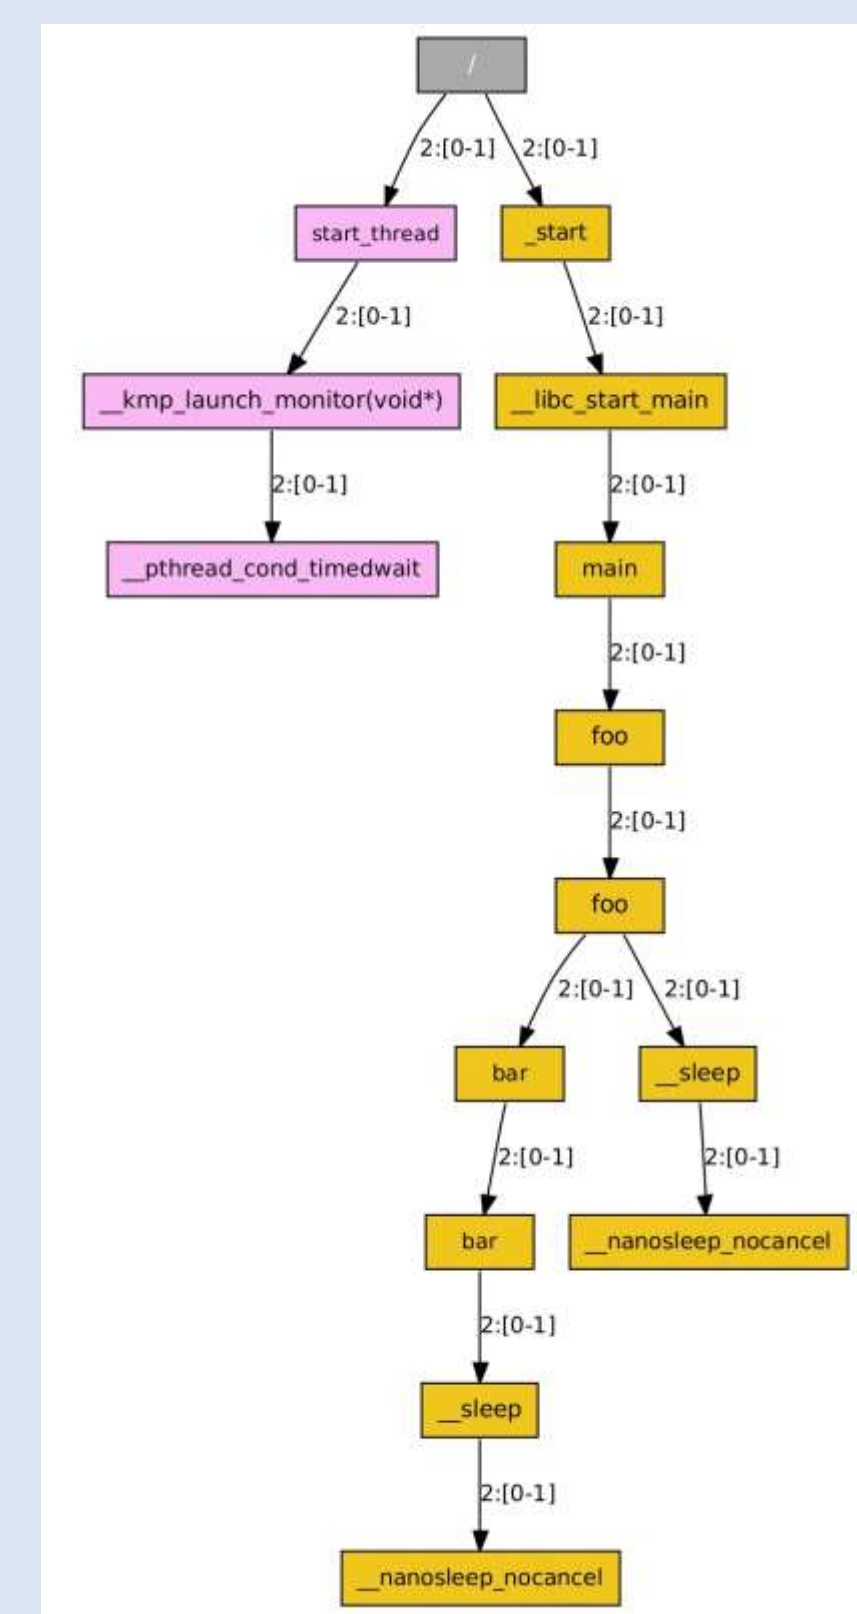 /
2:[0-1] 2:[0-1]
start_thread _start
2:[0-1] 2:[0-1]
__kmp_launch_monitor(void*) __libc_start_main
2:[0-1] 2:[0-1]
__pthread_cond_timedwait main
2:[0-1]
foo
2:[0-1]
foo
2:[0-1] 2:[0-1]
bar __sleep
2:[0-1] 2:[0-1]
bar __nanosleep_nocancel
2:[0-1]
__sleep
2:[0-1]
__nanosleep_nocancel